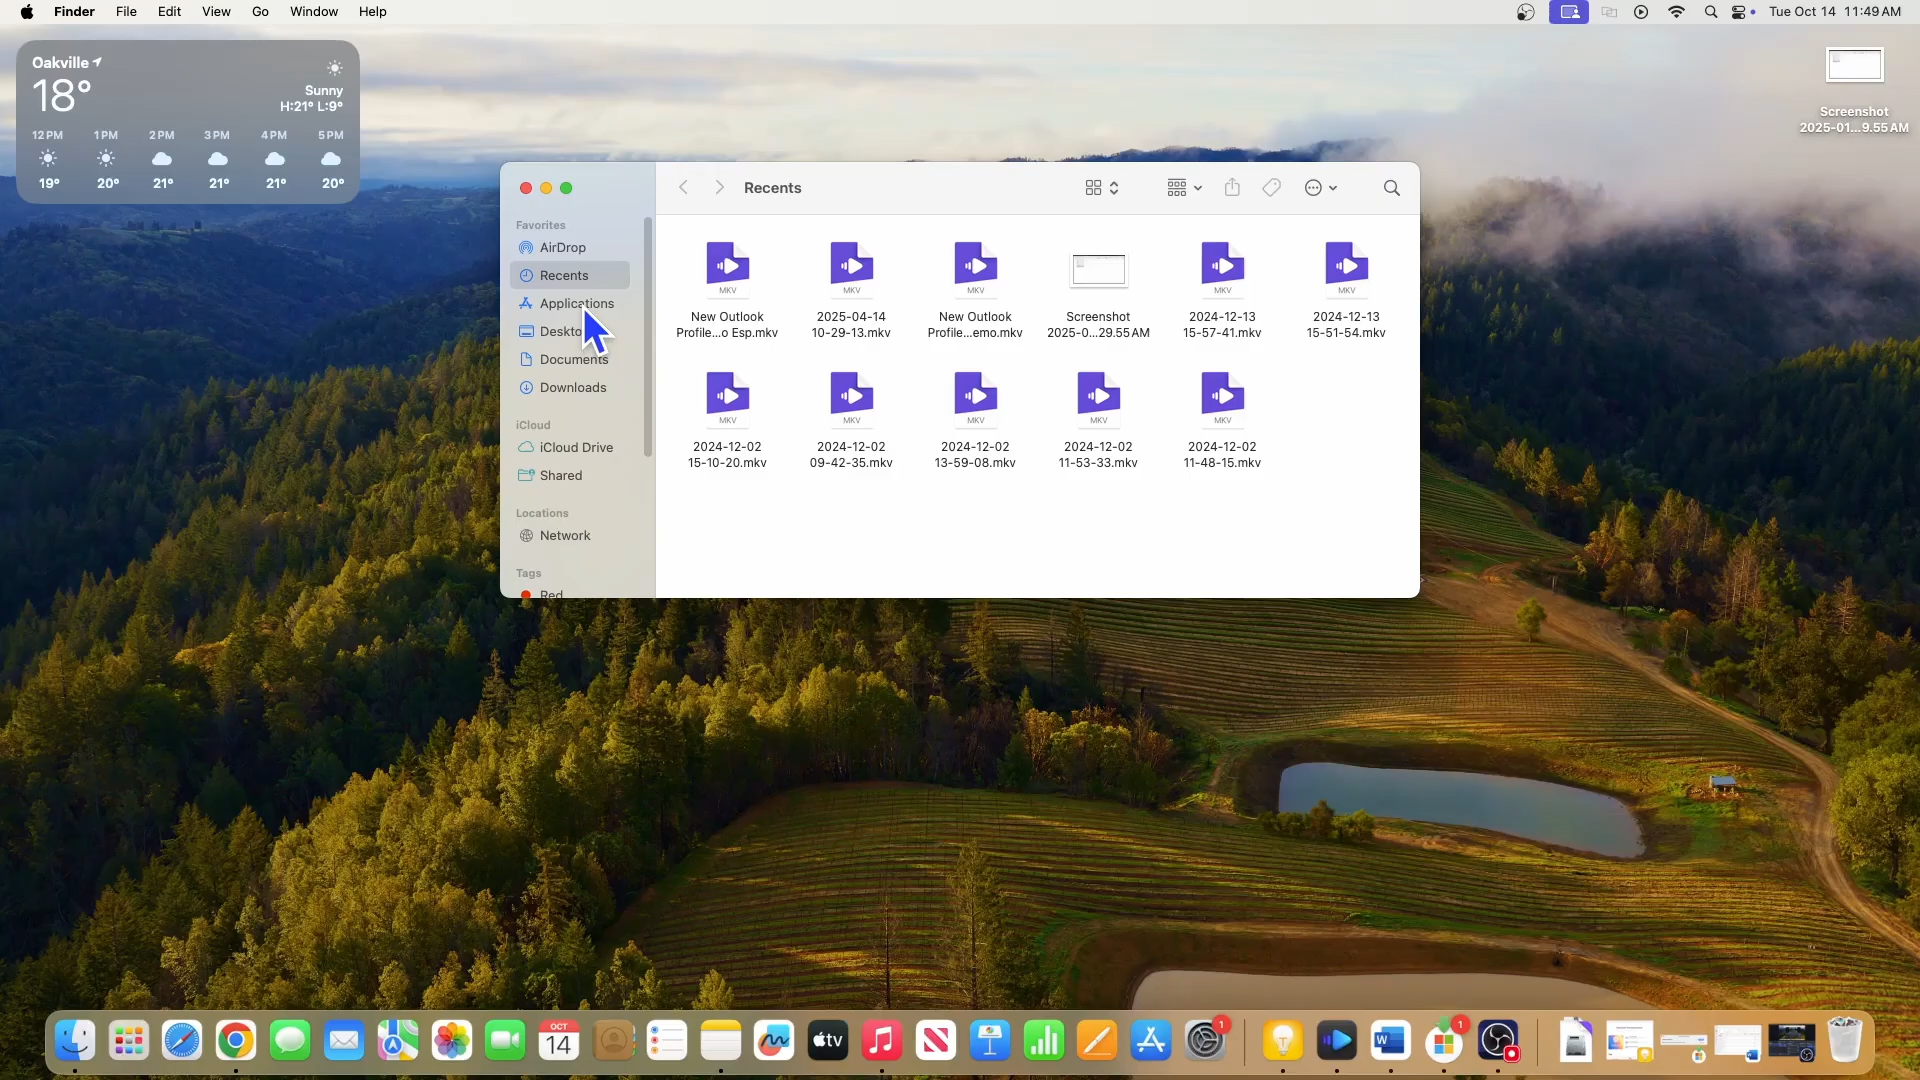 Finder File Edit View Go Window Help
Tue Oct 14 11:49 AM
Oakville
18°
Sunny
H:21° L:9°
12 PM 1 PM 2 PM 3 PM 4 PM 5 PM
19° 20° 21° 21° 21° 20°
Screenshot
2025-01...9.55 AM
Recents
Favorites
AirDrop
Recents
Applications
Deskto
Documents
Downloads
iCloud
iCloud Drive
Shared
Locations
Network
Tags
Red
MKV MKV MKV MKV MKV
New Outlook
Profile...o Esp.mkv
2025-04-14
10-29-13.mkv
New Outlook
Profile...emo.mkv
Screenshot
2025-0...29.55 AM
2024-12-13
15-57-41.mkv
2024-12-13
15-51-54.mkv
MKV MKV MKV MKV MKV
2024-12-02
15-10-20.mkv
2024-12-02
09-42-35.mkv
2024-12-02
13-59-08.mkv
2024-12-02
11-53-33.mkv
2024-12-02
11-48-15.mkv
OCT
14
tv
1
W
1